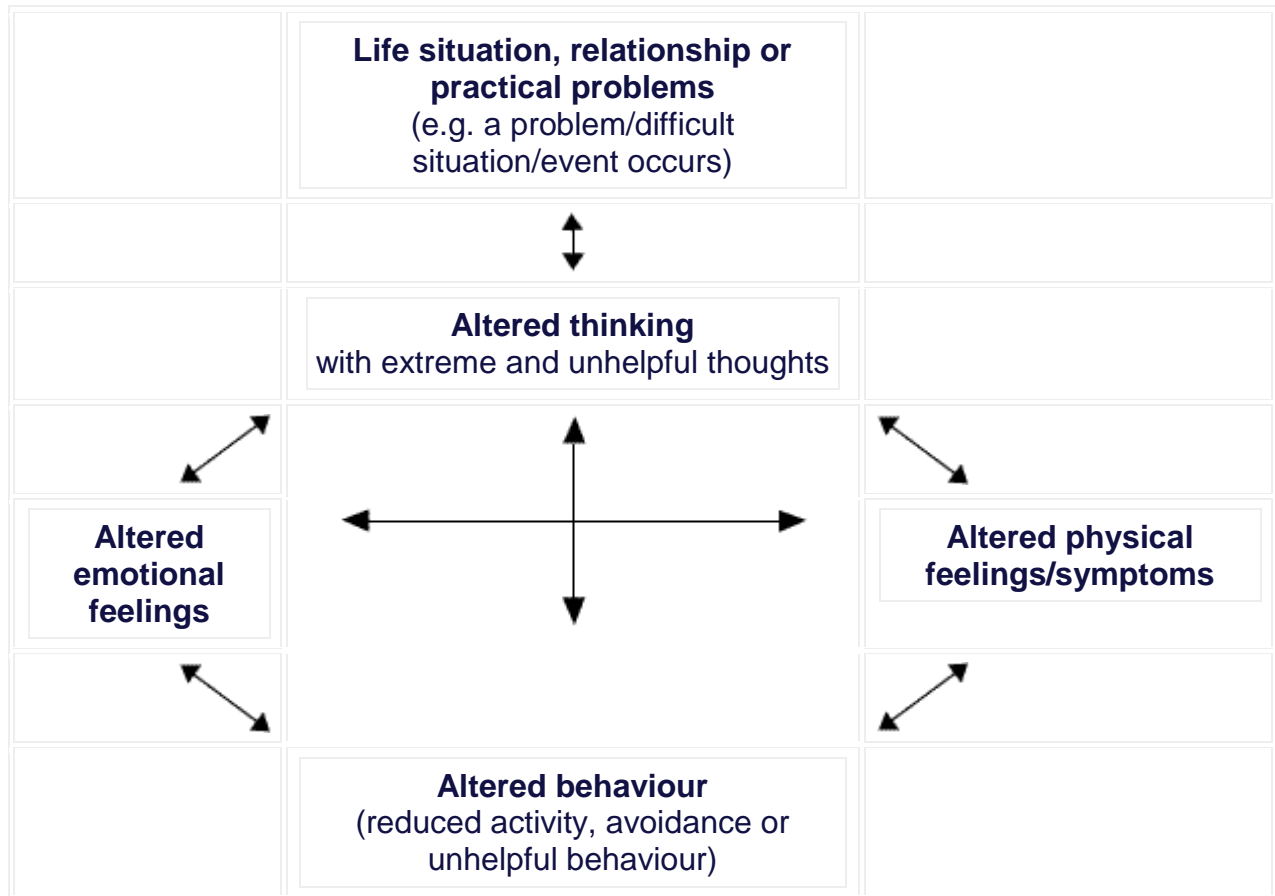 Life situation, relationship or
practical problems
(e.g. a problem/difficult
situation/event occurs)
Altered thinking
with extreme and unhelpful thoughts
Altered
emotional
feelings
Altered physical
feelings/symptoms
Altered behaviour
(reduced activity, avoidance or
unhelpful behaviour)